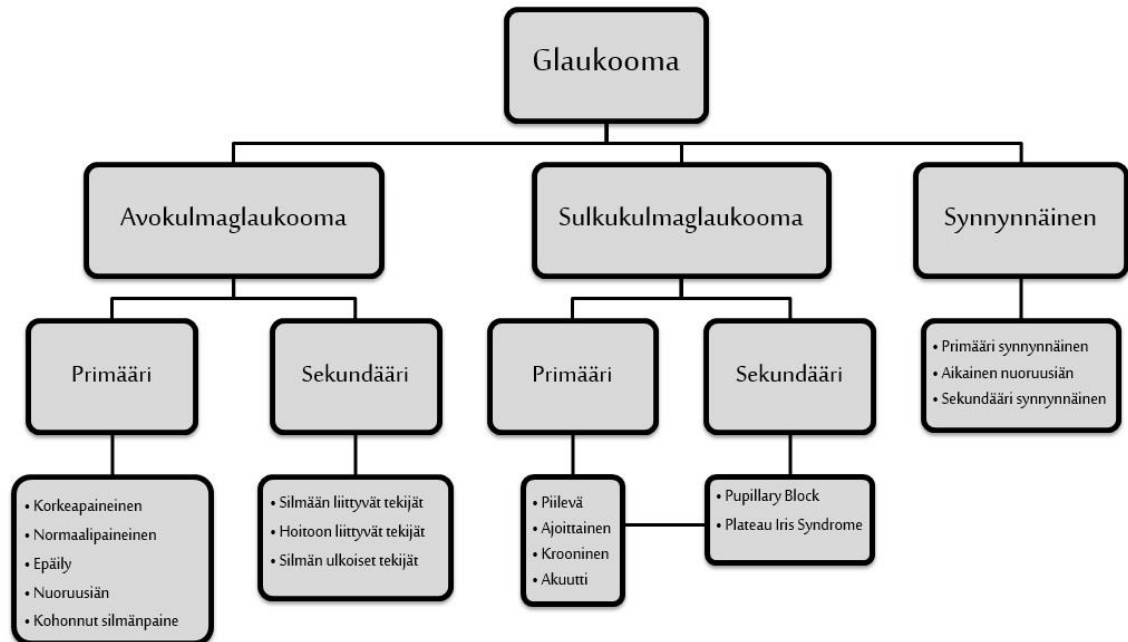 Glaukooma
Avokulmaglaukooma
Sulkukulmaglaukooma
Synnynnäinen
Primääri
Sekundääri
Primääri
Sekundääri
• Primääri synnynnäinen
• Aikainen nuoruusiän
• Sekundääri synnynnäinen
• Korkeapaineinen
• Normaalipaineinen
• Epäily
• Nuoruusiän
• Kohonnut silmänpaine
• Silmään liittyvät tekijät
• Hoitoon liittyvät tekijät
• Silmän ulkoiset tekijät
• Piilevä
• Ajoittainen
• Krooninen
• Akuutti
• Pupillary Block
• Plateau Iris Syndrome